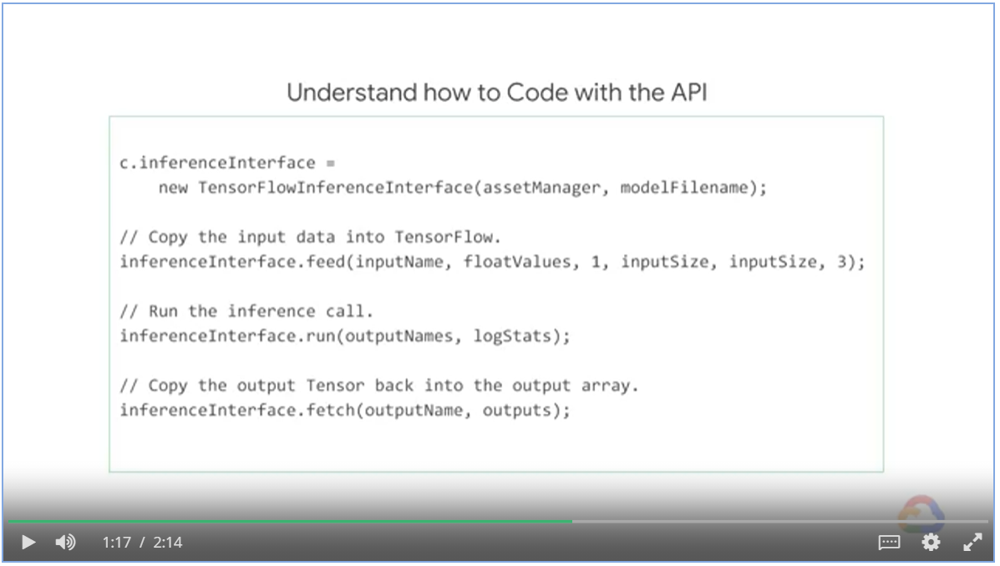 Understand how to Code with the API
c.inferenceInterface =
new TensorFlowInferenceInterface(assetManager, modelFilename);
// Copy the input data into TensorFlow.
inferenceInterface.feed(inputName, floatValues, 1, inputSize, inputSize, 3);
// Run the inference call.
inferenceInterface.run(outputNames, logStats);
// Copy the output Tensor back into the output array.
inferenceInterface.fetch(outputName, outputs);
1:17 / 2:14